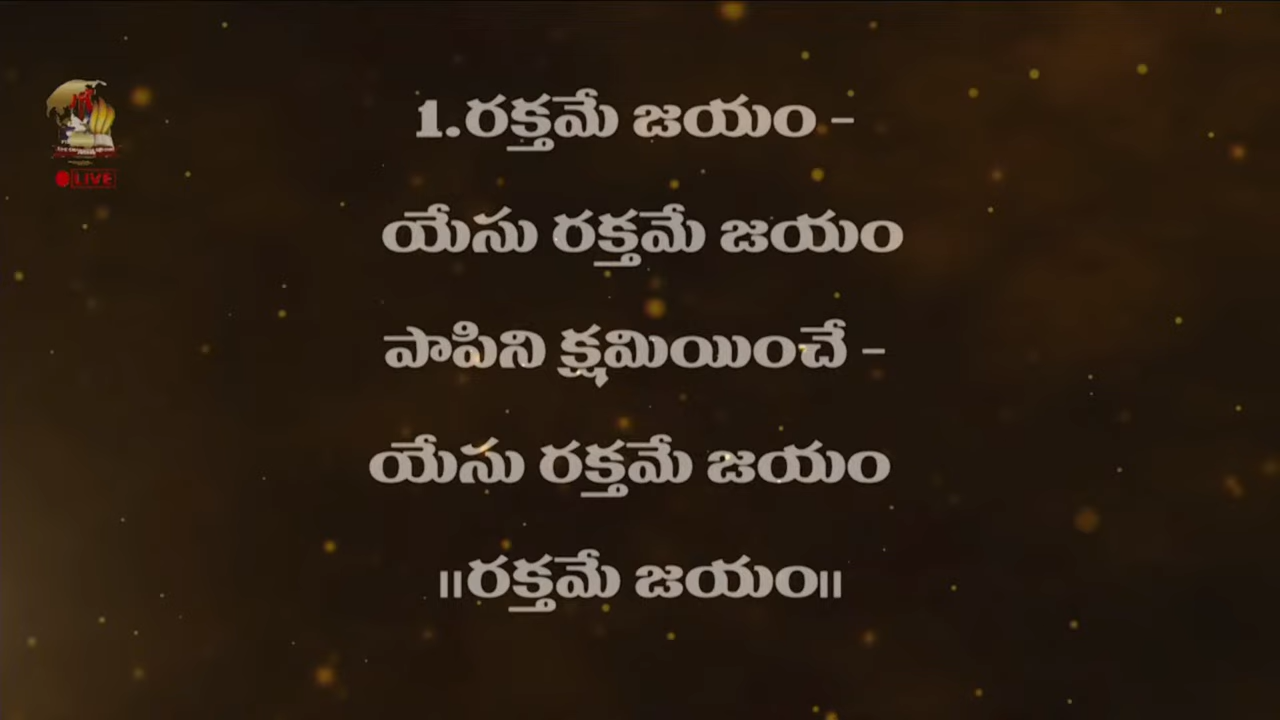 LIVE
1.రక్తమే జయం -
యేసు రక్తమే జయం
పాపిని క్షమియించే -
యేసు రక్తమే జయం
||రక్తమే జయం||